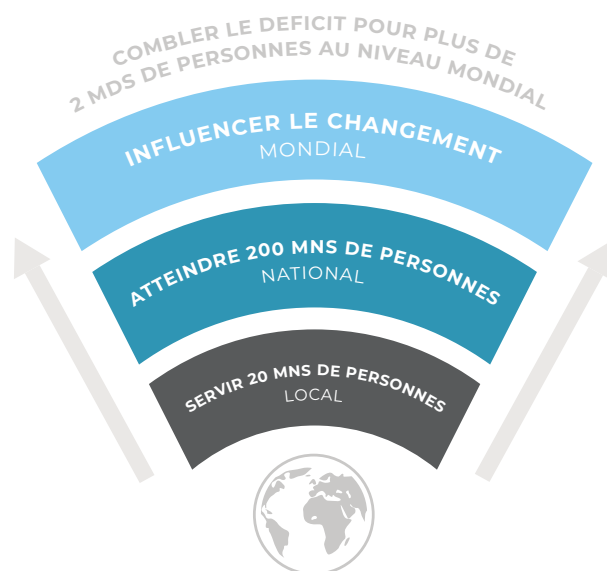 COMBLER LE DEFICIT POUR PLUS DE
2 MDS DE PERSONNES AU NIVEAU MONDIAL
INFLUENCER LE CHANGEMENT
MONDIAL
ATTEINDRE 200 MNS DE PERSONNES
NATIONAL
SERVIR 20 MNS DE PERSONNES
LOCAL